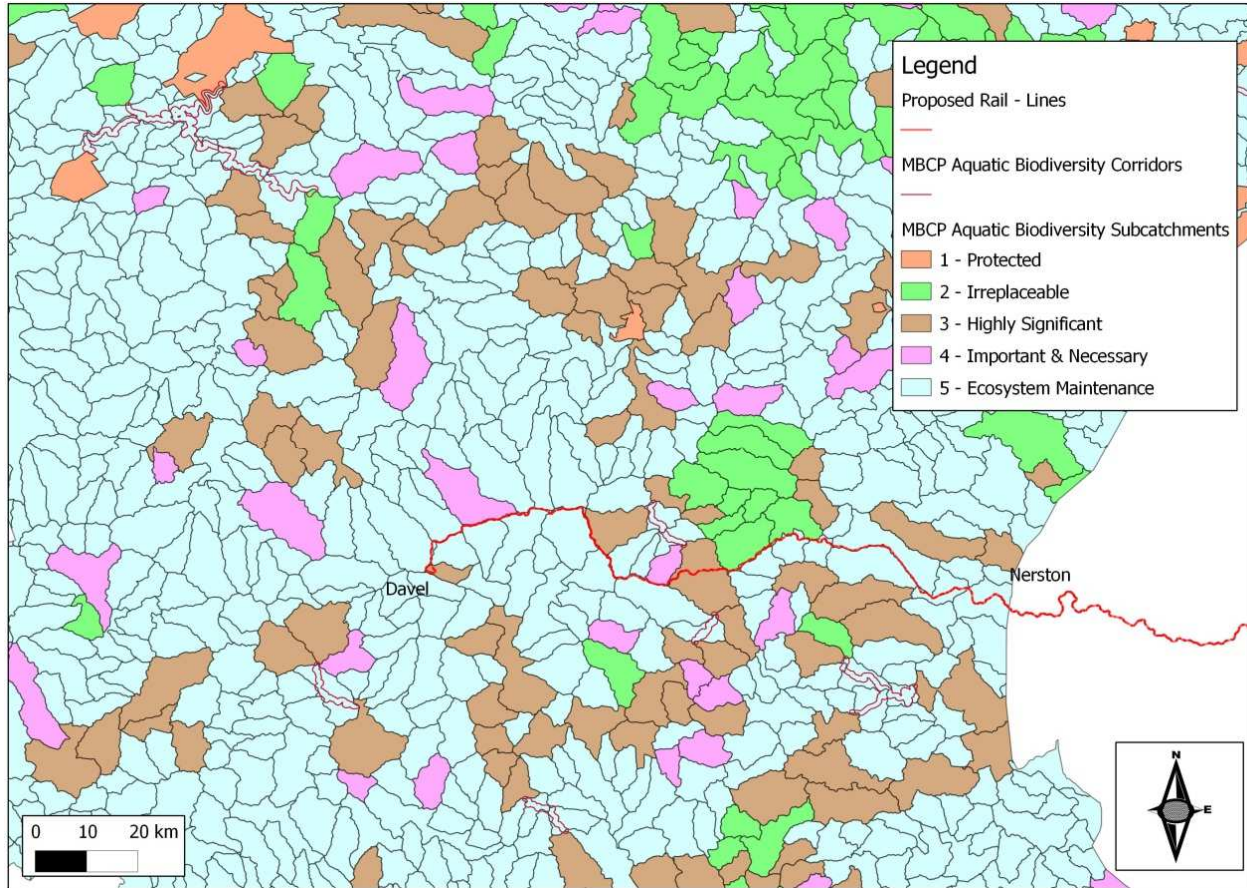 Legend
Proposed Rail - Lines
MBCP Aquatic Biodiversity Corridors
MBCP Aquatic Biodiversity Subcatchments
1 - Protected
2 - Irreplaceable
3 - Highly Significant
4 - Important & Necessary
5 - Ecosystem Maintenance
Davel
Nerston
0 10 20 km
N
E